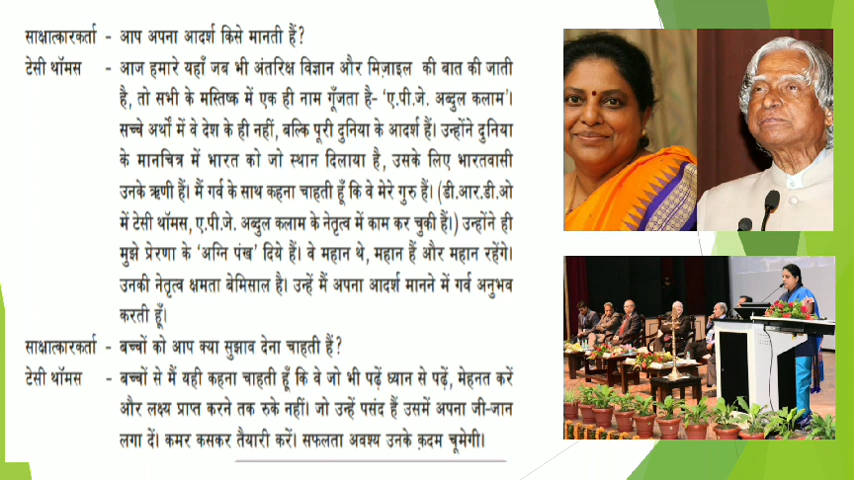 साक्षात्कारकर्ता - आप अपना आदर्श किसे मानती हैं?
टेसी थॉमस - आज हमारे यहाँ जब भी अंतरिक्ष विज्ञान और मिज़ाइल की बात की जाती
है, तो सभी के मस्तिष्क में एक ही नाम गूँजता है- 'ए.पी.जे. अब्दुल कलाम'।
सच्चे अर्थों में वे देश के ही नहीं, बल्कि पूरी दुनिया के आदर्श हैं। उन्होंने दुनिया
के मानचित्र में भारत को जो स्थान दिलाया है, उसके लिए भारतवासी
उनके ऋणी हैं। मैं गर्व के साथ कहना चाहती हूँ कि वे मेरे गुरु हैं। (डी.आर.डी.ओ
में टेसी थॉमस, ए.पी.जे. अब्दुल कलाम के नेतृत्व में काम कर चुकी हैं।) उन्होंने ही
मुझे प्रेरणा के 'अग्नि पंख' दिये हैं। वे महान थे, महान हैं और महान रहेंगे।
उनकी नेतृत्व क्षमता बेमिसाल है। उन्हें मैं अपना आदर्श मानने में गर्व अनुभव
करती हूँ।
साक्षात्कारकर्ता - बच्चों को आप क्या सुझाव देना चाहती हैं?
टेसी थॉमस - बच्चों से मैं यही कहना चाहती हूँ कि वे जो भी पढ़ें ध्यान से पढ़ें, मेहनत करें
और लक्ष्य प्राप्त करने तक रुके नहीं। जो उन्हें पसंद हैं उसमें अपना जी-जान
लगा दें। कमर कसकर तैयारी करें। सफलता अवश्य उनके क़दम चूमेगी।